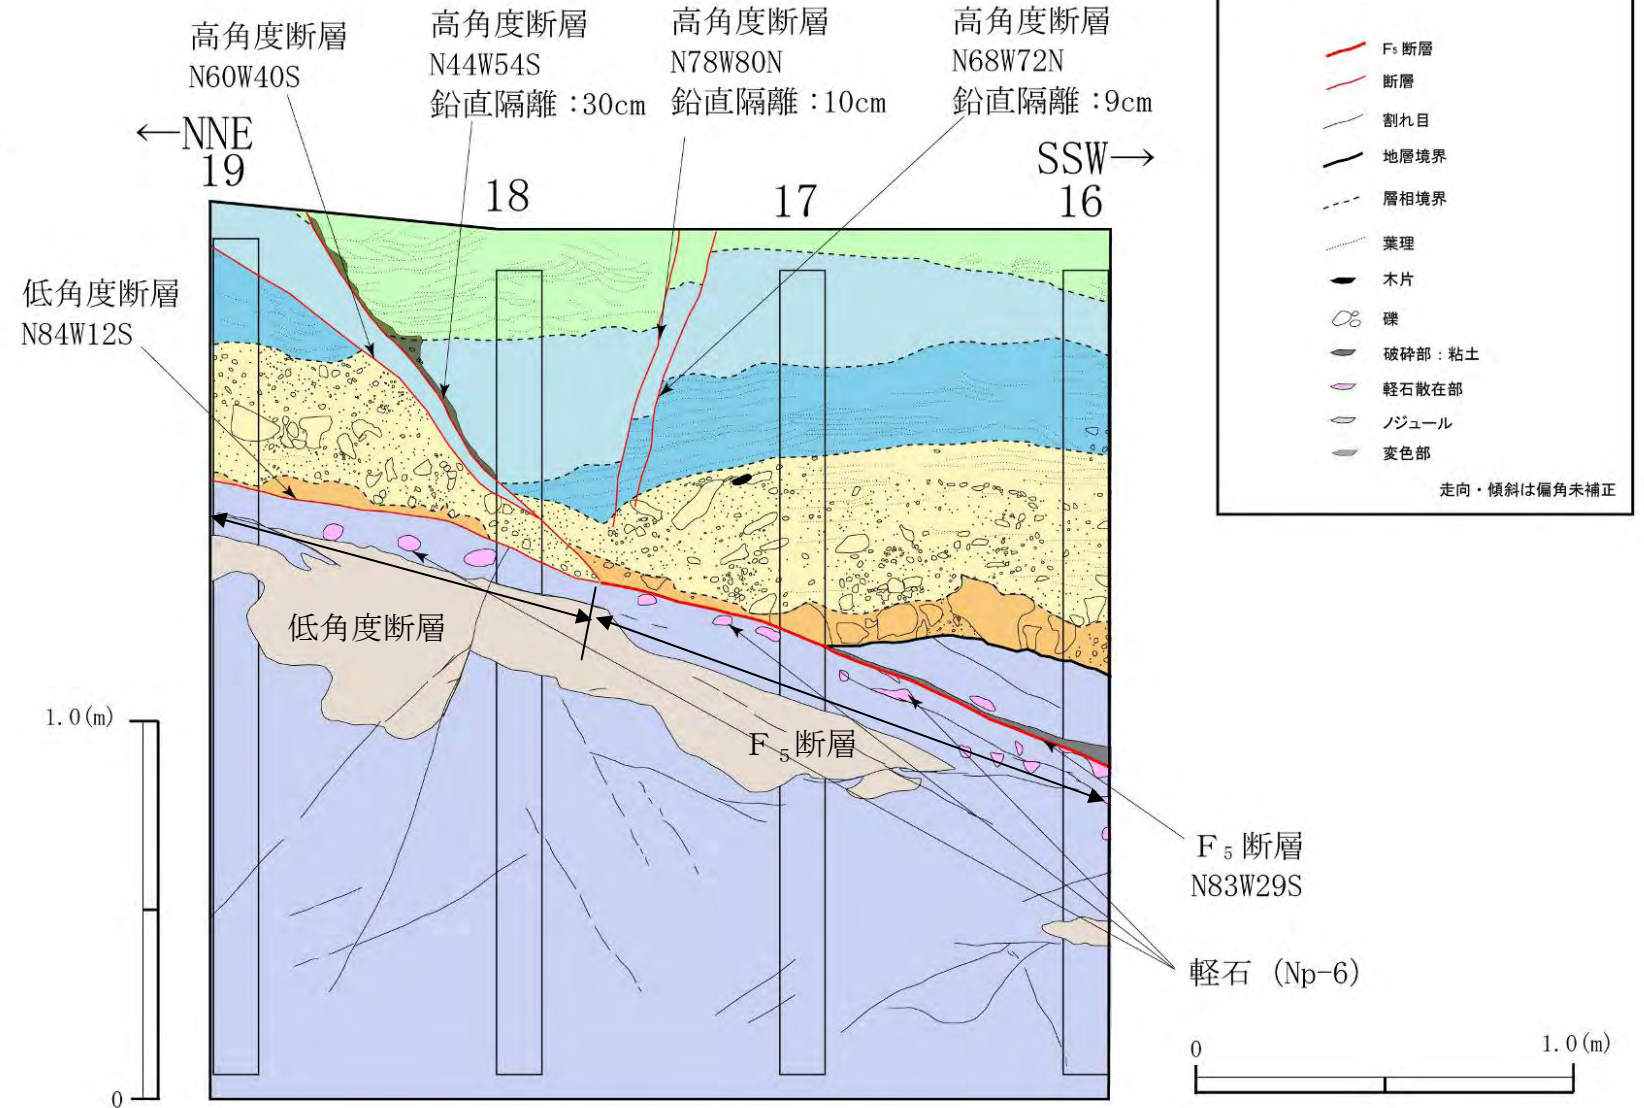 高角度断層
N60W40S
高角度断層
N44W54S
鉛直隔離：30cm
高角度断層
N78W80N
鉛直隔離：10cm
高角度断層
N68W72N
鉛直隔離：9cm
←NNE
SSW→
19
18
17
16
低角度断層
N84W12S
低角度断層
F₅断層
1.0(m)
0
F₅断層
N83W29S
軽石 (Np-6)
0
1.0(m)
F₅断層
断層
割れ目
地層境界
層相境界
葉理
木片
礫
破砕部：粘土
軽石散在部
ノジュール
変色部
走向・傾斜は偏角未補正